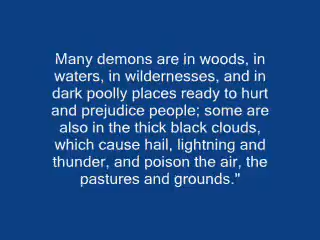 Many demons are in woods, in
waters, in wildernesses, and in
dark poolly places ready to hurt
and prejudice people; some are
also in the thick black clouds,
which cause hail, lightning and
thunder, and poison the air, the
pastures and grounds."